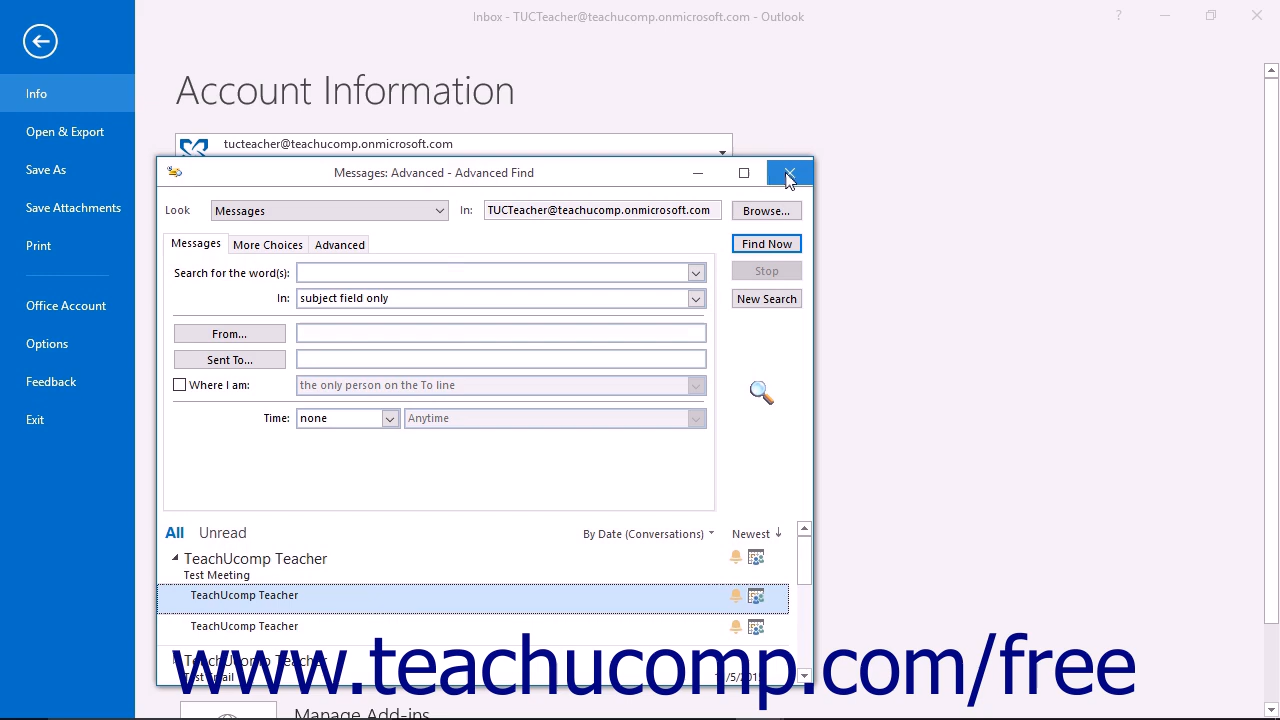 Inbox - TUCTeacher@teachucomp.onmicrosoft.com - Outlook
?
Info
Open & Export
Save As
Save Attachments
Print
Office Account
Options
Feedback
Exit
Account Information
tucteacher@teachucomp.onmicrosoft.com
Messages: Advanced - Advanced Find
Look
Messages
In:
TUCTeacher@teachucomp.onmicrosoft.com
Browse...
Messages
More Choices
Advanced
Find Now
Search for the word(s):
Stop
In:
subject field only
New Search
From...
Sent To...
Where I am:
the only person on the To line
Time:
none
Anytime
All
Unread
By Date (Conversations)
Newest
TeachUcomp Teacher
Test Meeting
TeachUcomp Teacher
TeachUcomp Teacher
TeachUcomp Teacher
Test Email
www.teachucomp.com/free
Manage Add-ins